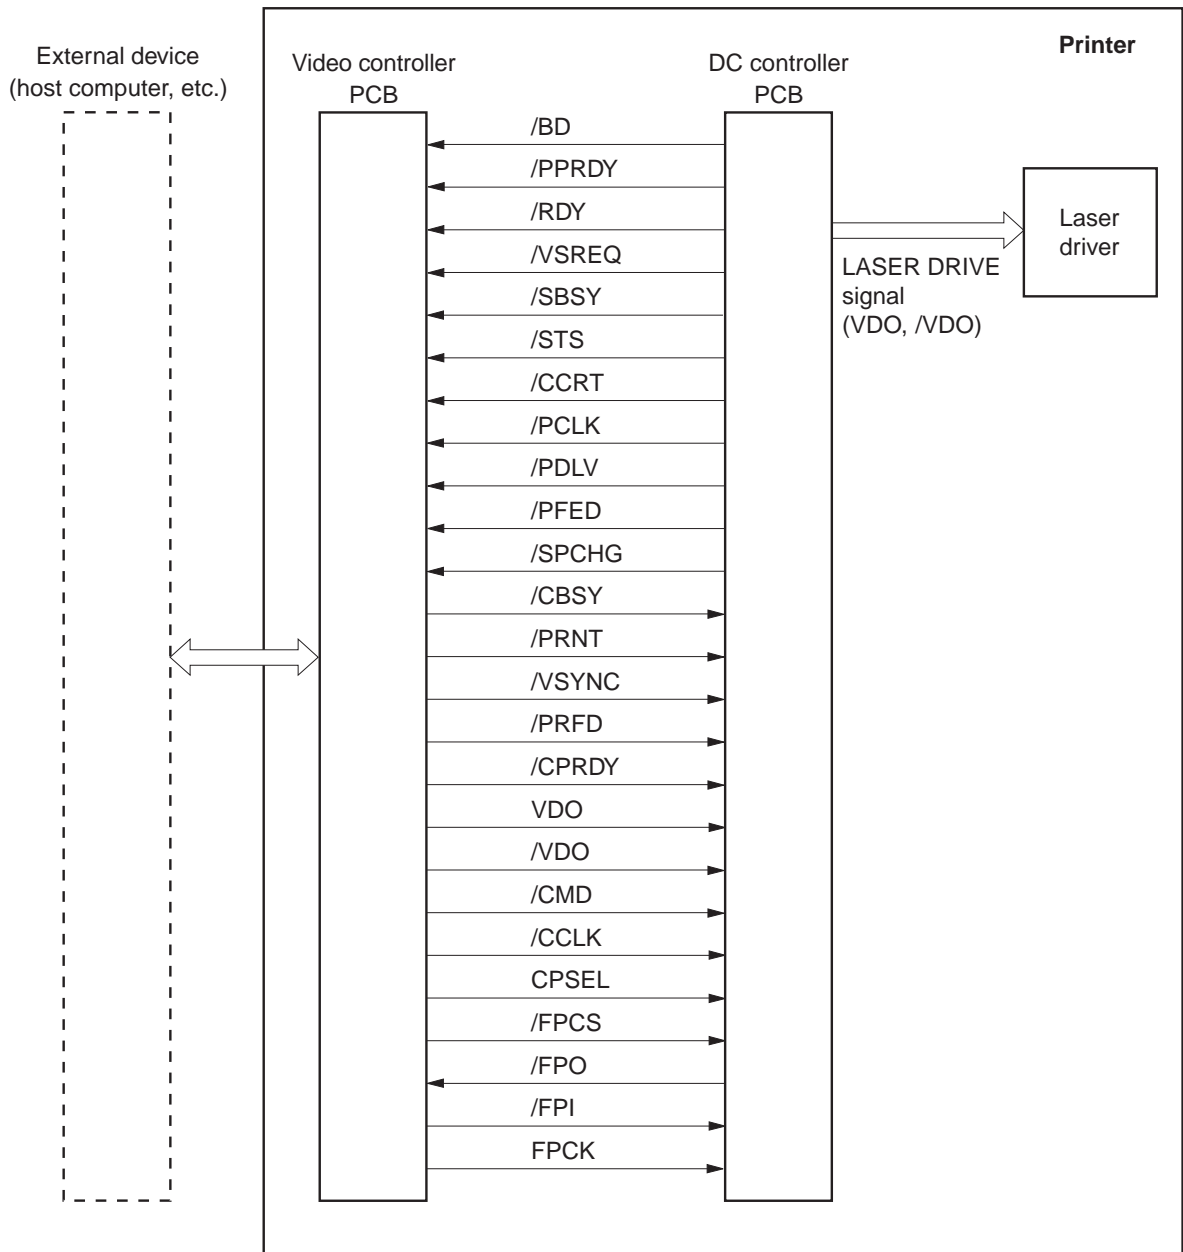 Printer
External device
(host computer, etc.)
Video controller
PCB
DC controller
PCB
/BD
/PPRDY
/RDY
/VSREQ
/SBSY
/STS
/CCRT
/PCLK
/PDLV
/PFED
/SPCHG
/CBSY
/PRNT
/VSYNC
/PRFD
/CPRDY
VDO
/VDO
/CMD
/CCLK
CPSEL
/FPCS
/FPO
/FPI
FPCK
Laser
driver
LASER DRIVE
signal
(VDO, /VDO)